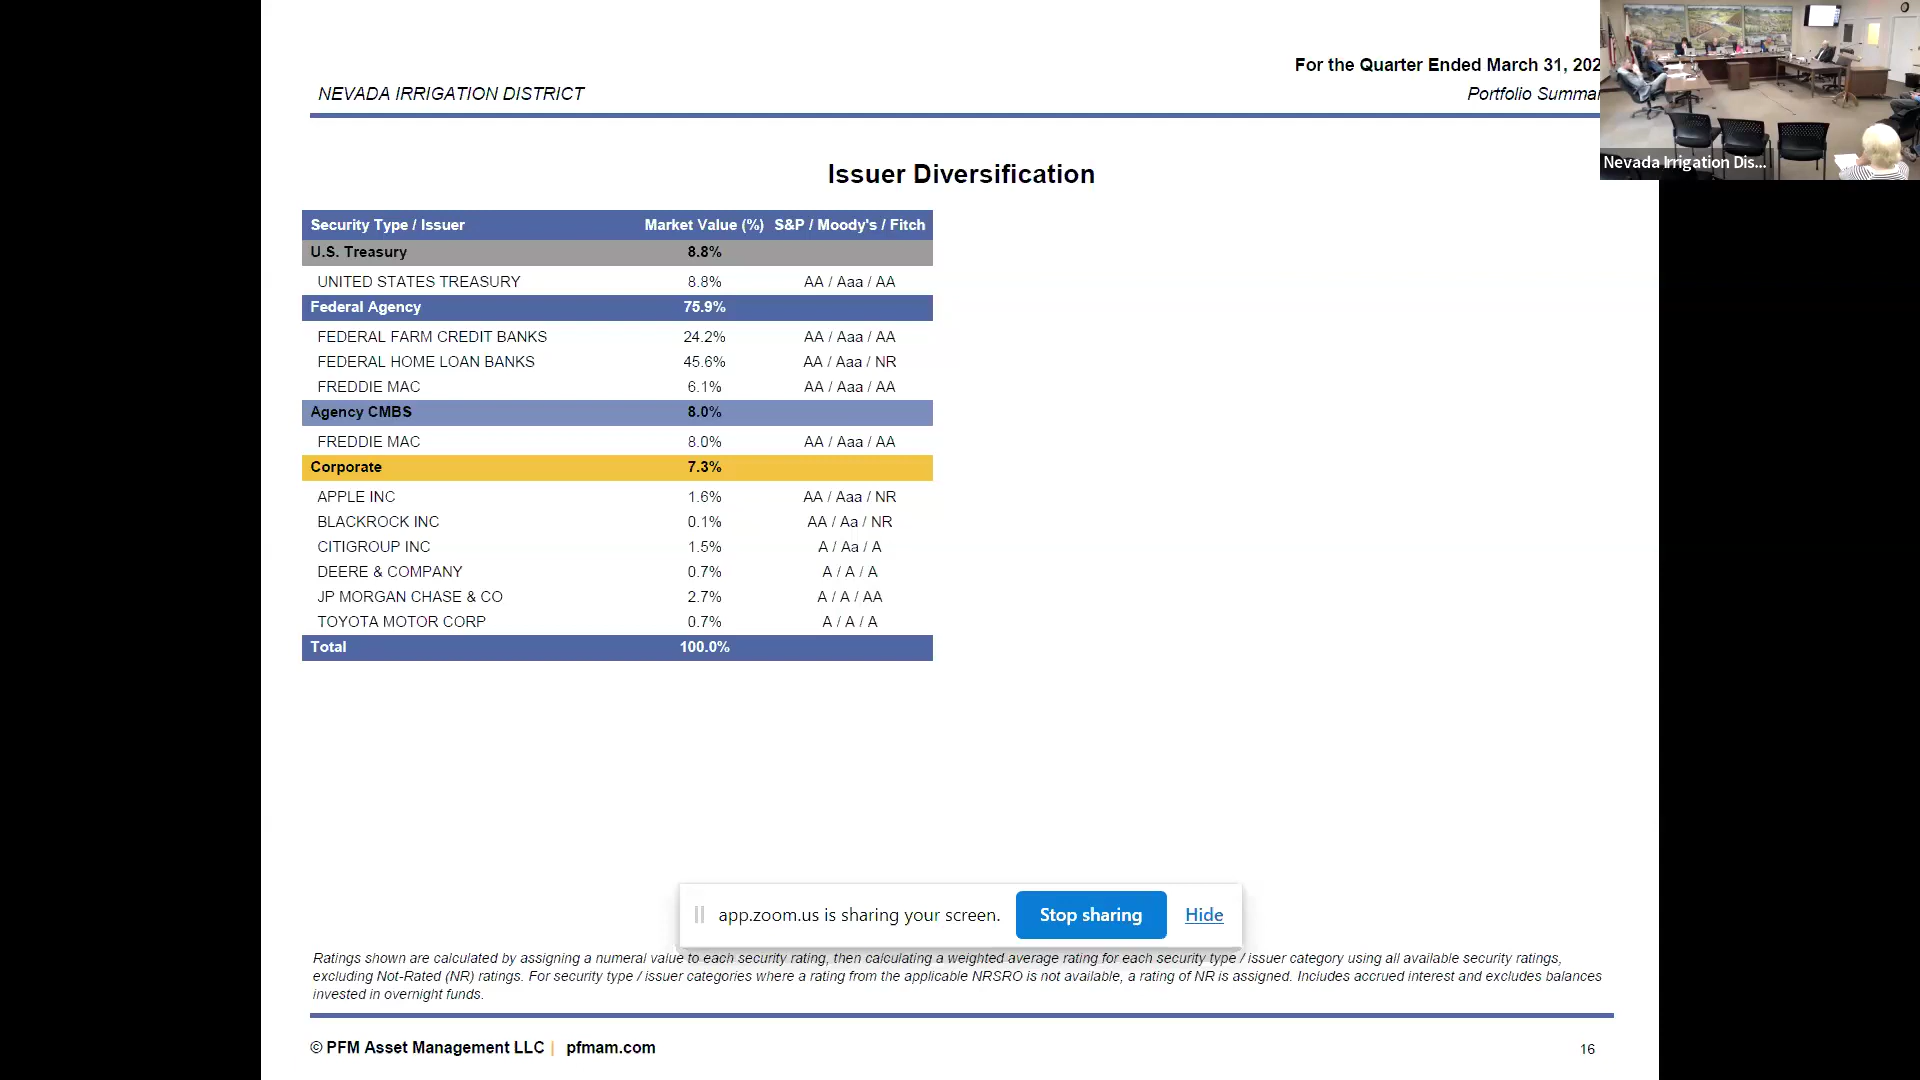 For the Quarter Ended March 31, 202
NEVADA IRRIGATION DISTRICT
Portfolio Summar
Nevada Irrigation Dis...
Issuer Diversification
Security Type / Issuer Market Value (%) S&P / Moody's / Fitch
U.S. Treasury 8.8%
UNITED STATES TREASURY 8.8% AA / Aaa / AA
Federal Agency 75.9%
FEDERAL FARM CREDIT BANKS 24.2% AA / Aaa / AA
FEDERAL HOME LOAN BANKS 45.6% AA / Aaa / NR
FREDDIE MAC 6.1% AA / Aaa / AA
Agency CMBS 8.0%
FREDDIE MAC 8.0% AA / Aaa / AA
Corporate 7.3%
APPLE INC 1.6% AA / Aaa / NR
BLACKROCK INC 0.1% AA / Aa / NR
CITIGROUP INC 1.5% A / Aa / A
DEERE & COMPANY 0.7% A / A / A
JP MORGAN CHASE & CO 2.7% A / A / AA
TOYOTA MOTOR CORP 0.7% A / A / A
Total 100.0%
app.zoom.us is sharing your screen. Stop sharing Hide
Ratings shown are calculated by assigning a numeral value to each security rating, then calculating a weighted average rating for each security type / issuer category using all available security ratings,
excluding Not-Rated (NR) ratings. For security type / issuer categories where a rating from the applicable NRSRO is not available, a rating of NR is assigned. Includes accrued interest and excludes balances
invested in overnight funds.
© PFM Asset Management LLC | pfmam.com
16